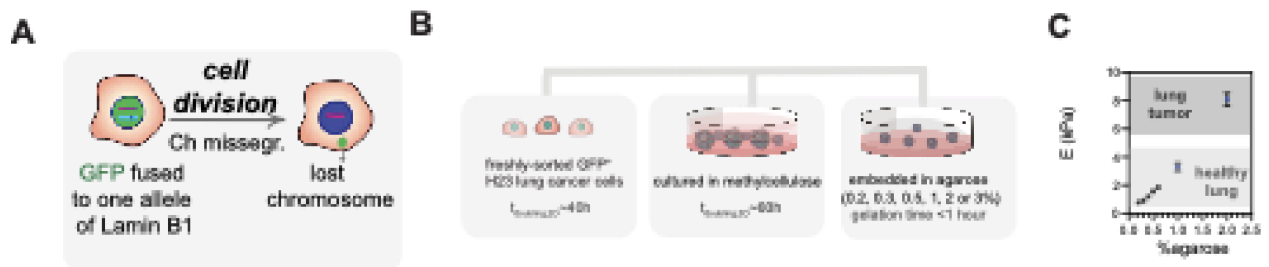 A
cell
division
Ch missegr.
GFP fused
to one allele
of Lamin B1
lost
chromosome
B
freshly-sorted GFP+
H23 lung cancer cells
~40h
cultured in methylcellulose
~60h
embedded in agarose
(0.2, 0.3, 0.5, 1, 2 or 3%)
gelation time <1 hour
C
E (kPa)
10
8
6
4
2
0
lung
tumor
healthy
lung
0.0 0.5 1.0 1.5 2.0 2.5
%agarose